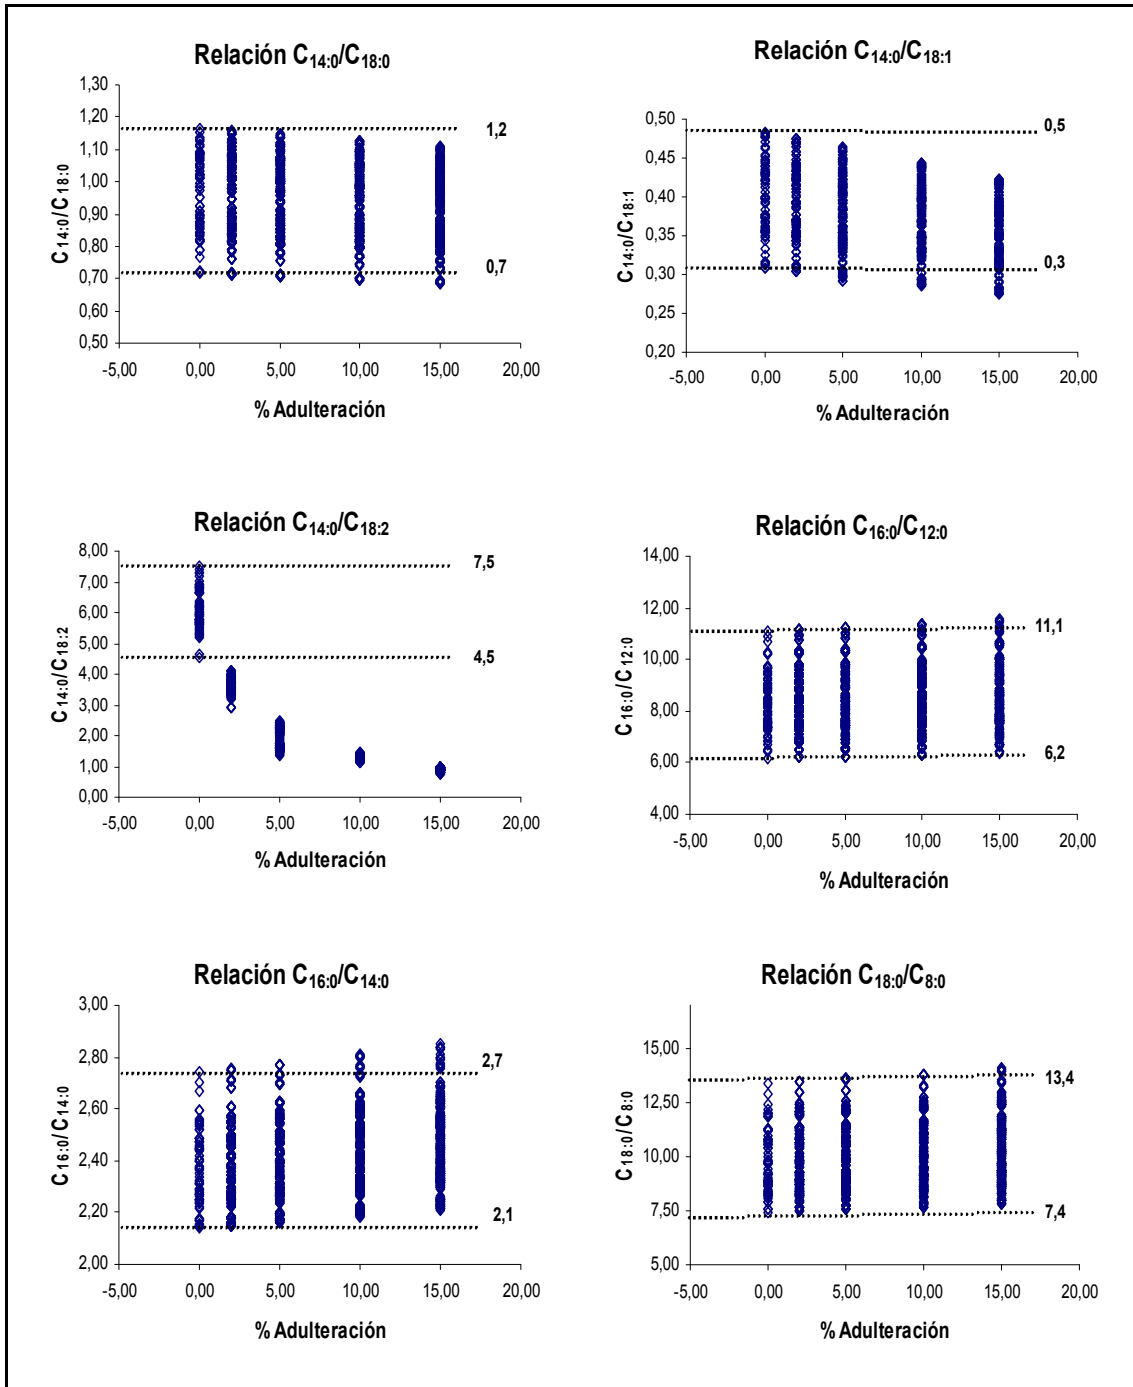 Relación C14:0/C18:0
1,30
1,20
1,10
1,00
0,90
0,80
0,70
0,60
0,50
C14:0/C18:0
1,2
0,7
-5,00 0,00 5,00 10,00 15,00 20,00
% Adulteración
Relación C14:0/C18:1
0,50
0,45
0,40
0,35
0,30
0,25
0,20
C14:0/C18:1
0,5
0,3
-5,00 0,00 5,00 10,00 15,00 20,00
% Adulteración
Relación C14:0/C18:2
8,00
7,00
6,00
5,00
4,00
3,00
2,00
1,00
0,00
C14:0/C18:2
7,5
4,5
-5,00 0,00 5,00 10,00 15,00 20,00
% Adulteración
Relación C16:0/C12:0
14,00
12,00
10,00
8,00
6,00
4,00
C16:0/C12:0
11,1
6,2
-5,00 0,00 5,00 10,00 15,00 20,00
% Adulteración
Relación C16:0/C14:0
3,00
2,80
2,60
2,40
2,20
2,00
C16:0/C14:0
2,7
2,1
-5,00 0,00 5,00 10,00 15,00 20,00
% Adulteración
Relación C18:0/C8:0
15,00
12,50
10,00
7,50
5,00
C18:0/C8:0
13,4
7,4
-5,00 0,00 5,00 10,00 15,00 20,00
% Adulteración